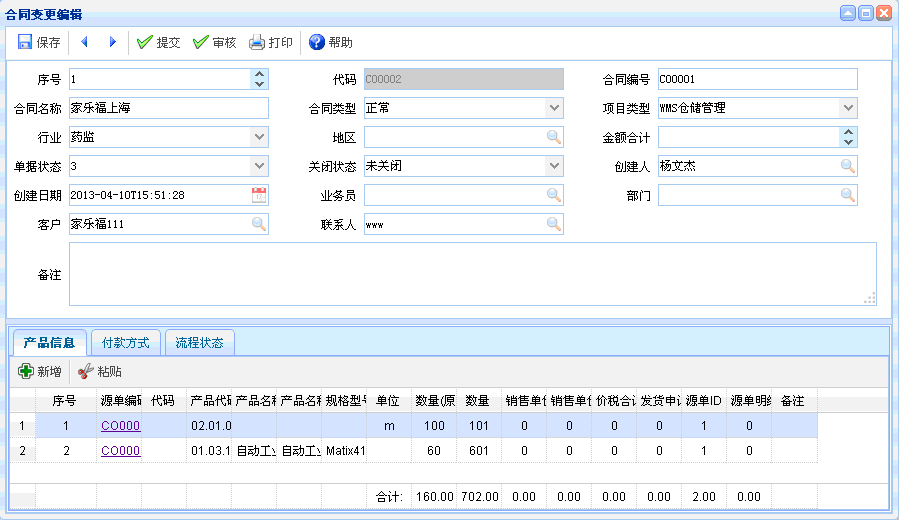 合同变更编辑
保存 提交 审核 打印 帮助
序号 1 代码 C00002 合同编号 C00001
合同名称 家乐福上海 合同类型 正常 项目类型 WMS仓储管理
行业 药监 地区 金额合计
单据状态 3 关闭状态 未关闭 创建人 杨文杰
创建日期 2013-04-10T15:51:28 业务员 部门
客户 家乐福111 联系人 www
备注
产品信息 付款方式 流程状态
新增 粘贴
序号 源单编码 代码 产品代码 产品名称 产品名称 规格型号 单位 数量(原 数量 销售单价 销售单价 价税合计 发货申请 源单ID 源单明细 备注
1 1 CO000 02.01.0 m 100 101 0 0 0 0 1 0
2 2 CO000 01.03.1 自动工业 自动工业 Matix41 60 601 0 0 0 0 1 0
合计: 160.00 702.00 0.00 0.00 0.00 0.00 2.00 0.00